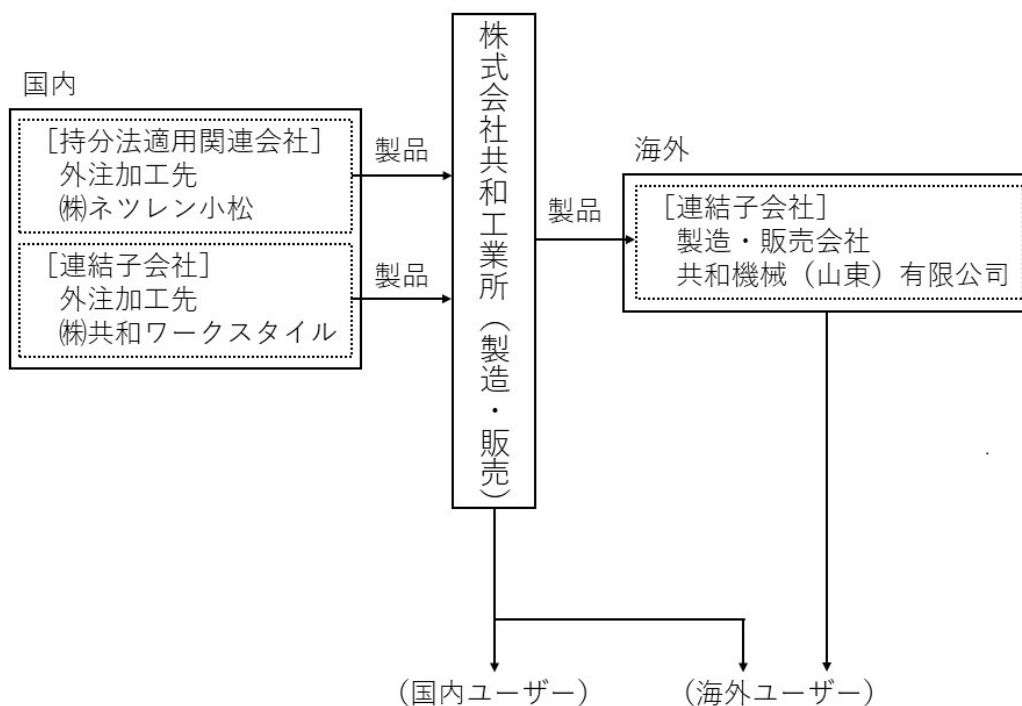 国内
［持分法適用関連会社］
外注加工先
㈱ネツレン小松
［連結子会社］
外注加工先
㈱共和ワークスタイル
製品
製品
株式会社共和工業所（製造・販売）
製品
海外
［連結子会社］
製造・販売会社
共和機械（山東）有限公司
（国内ユーザー）
（海外ユーザー）